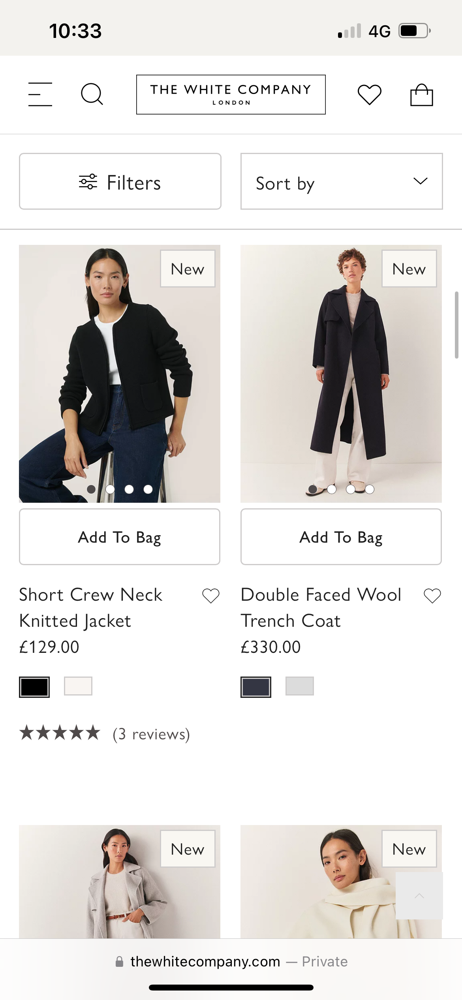 10:33
4G
THE WHITE COMPANY
LONDON
Filters
Sort by
New
New
Add To Bag
Add To Bag
Short Crew Neck
Knitted Jacket
£129.00
Double Faced Wool
Trench Coat
£330.00
★★★★★ (3 reviews)
New
New
thewhitecompany.com — Private